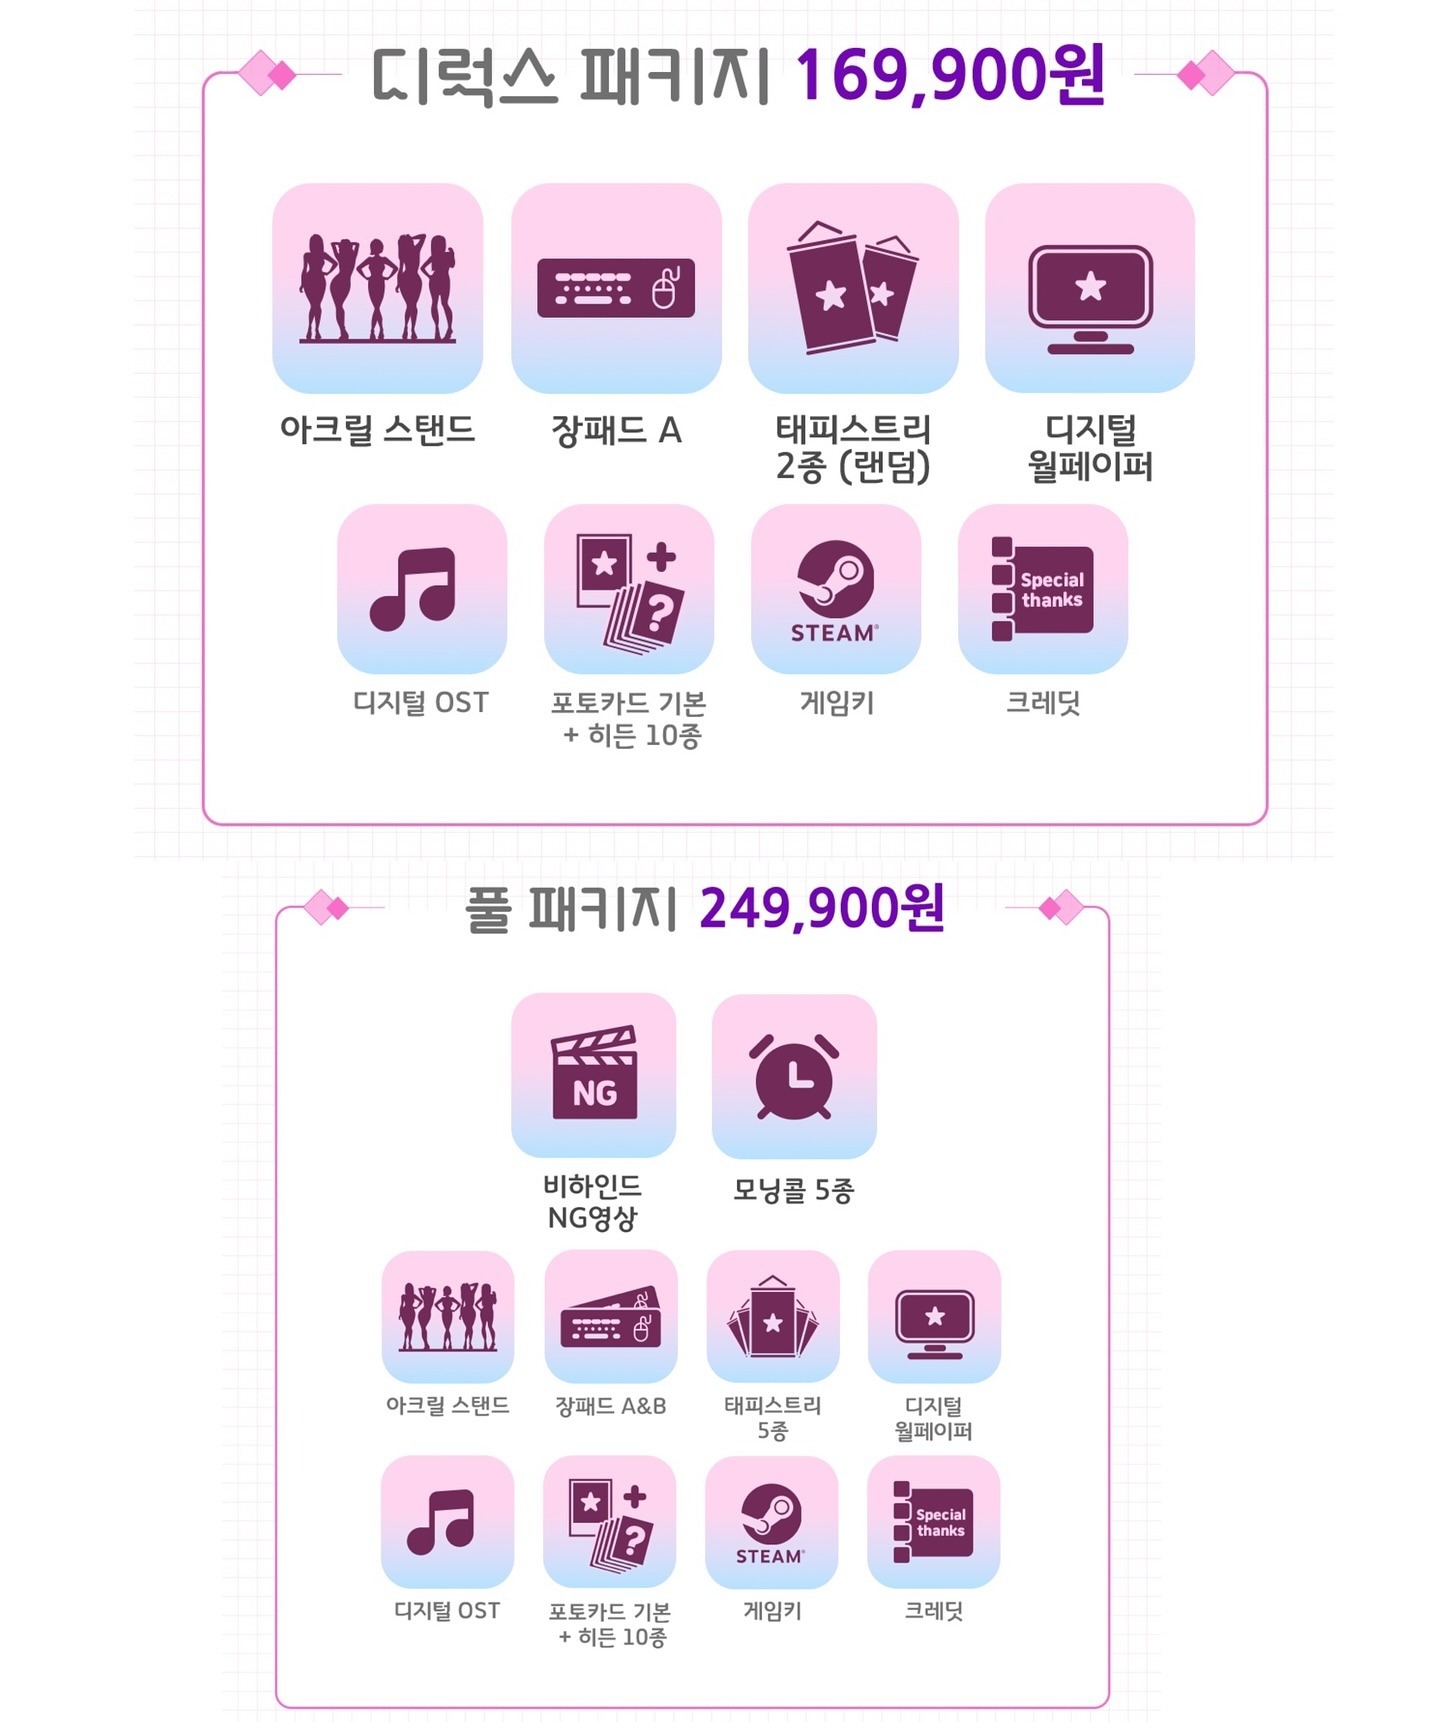 디럭스 패키지 169,900원
아크릴 스탠드
장패드 A
태피스트리
2종 (랜덤)
디지털
월페이퍼
STEAM®
Special
thanks
디지털 OST
포토카드 기본
+ 히든 10종
게임키
크레딧
풀 패키지 249,900원
NG
비하인드
NG영상
모닝콜 5종
아크릴 스탠드
장패드 A&B
태피스트리
5종
디지털
월페이퍼
STEAM®
Special
thanks
디지털 OST
포토카드 기본
+ 히든 10종
게임키
크레딧